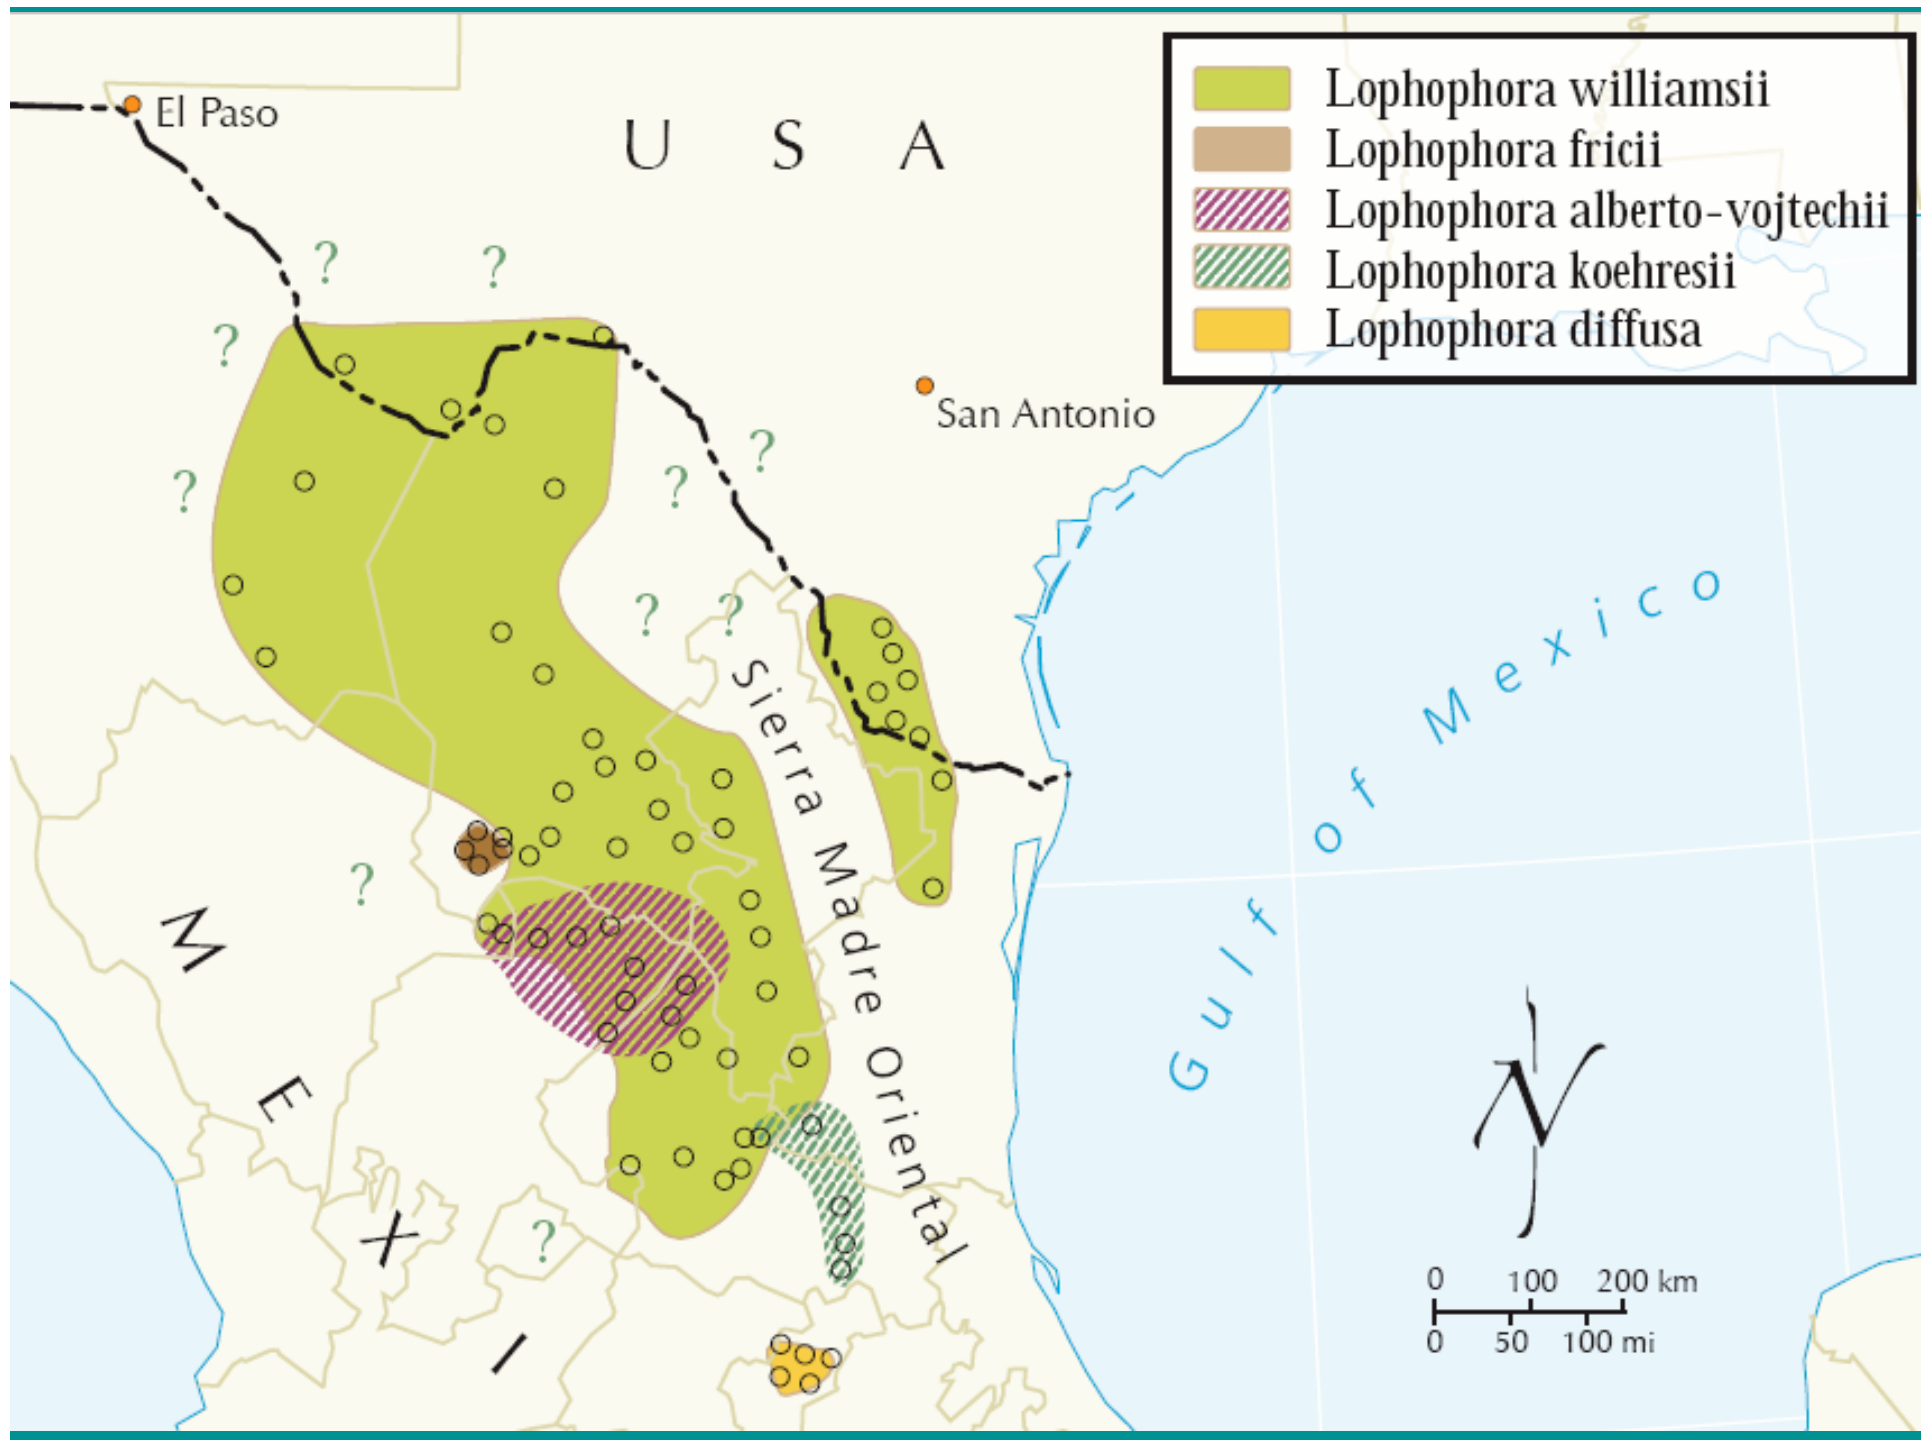 El Paso
U S A
Lophophora williamsii
Lophophora fricii
Lophophora alberto-vojtechii
Lophophora koehresii
Lophophora diffusa
? ?
?
San Antonio
?
? ?
? ?
Sierra Madre Oriental
Gulf of Mexico
?
M E X I
?
N
0 100 200 km
0 50 100 mi